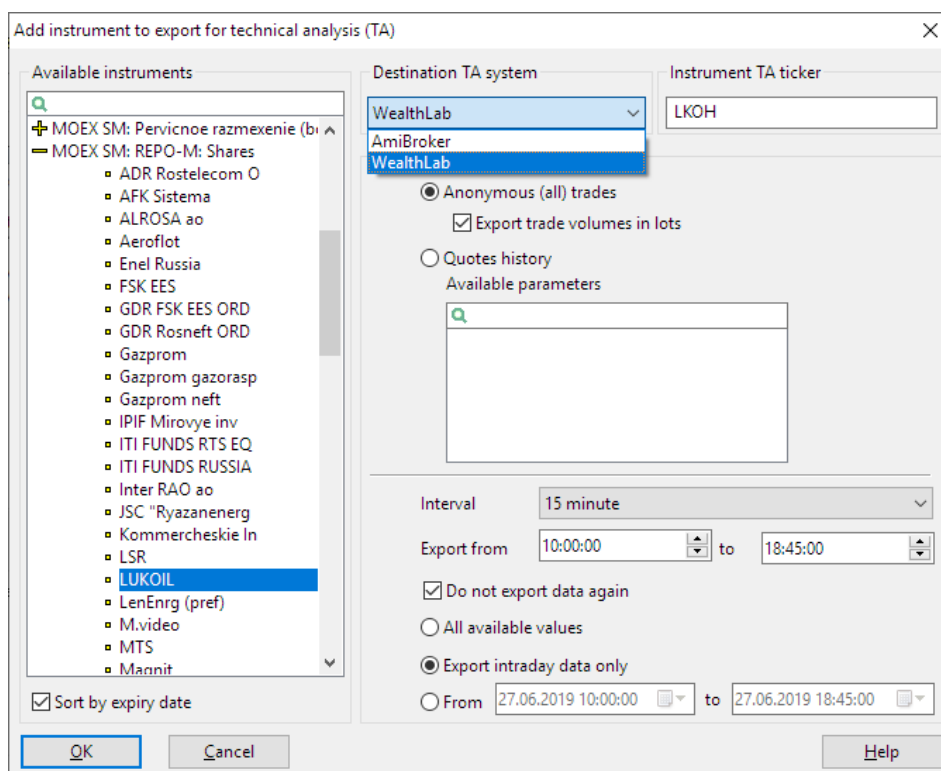 Add instrument to export for technical analysis (TA)
Available instruments
MOEX SM: Pervicnoe razmexenie (b
MOEX SM: REPO-M: Shares
ADR Rostelecom O
AFK Sistema
ALROSA ao
Aeroflot
Enel Russia
FSK EES
GDR FSK EES ORD
GDR Rosneft ORD
Gazprom
Gazprom gazorasp
Gazprom neft
IPIF Mirovye inv
ITI FUNDS RTS EQ
ITI FUNDS RUSSIA
Inter RAO ao
JSC "Ryazanenerg
Kommercheskie In
LSR
LUKOIL
LenEnrg (pref)
M.video
MTS
Magnit
Sort by expiry date
Destination TA system
WealthLab
AmiBroker
WealthLab
Instrument TA ticker
LKOH
Anonymous (all) trades
Export trade volumes in lots
Quotes history
Available parameters
Interval 15 minute
Export from 10:00:00 to 18:45:00
Do not export data again
All available values
Export intraday data only
From 27.06.2019 10:00:00 to 27.06.2019 18:45:00
OK Cancel Help